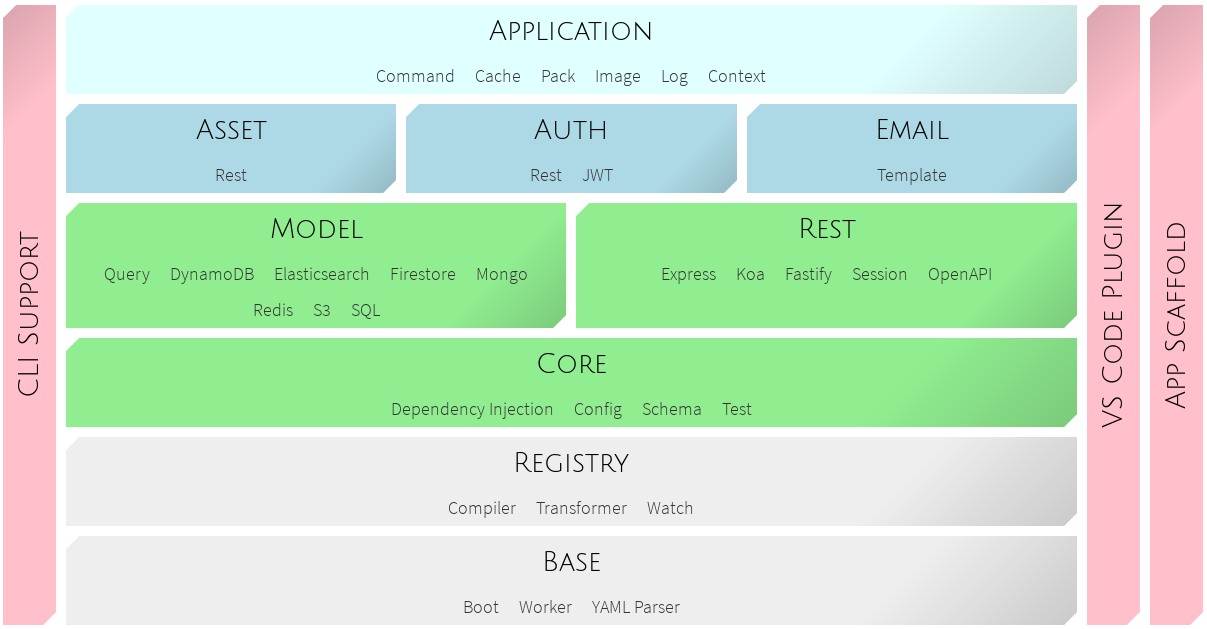 CLI Support
Application
Command Cache Pack Image Log Context
Asset
Rest
Auth
Rest JWT
Email
Template
Model
Query DynamoDB Elasticsearch Firestore Mongo
Redis S3 SQL
Rest
Express Koa Fastify Session OpenAPI
Core
Dependency Injection Config Schema Test
Registry
Compiler Transformer Watch
Base
Boot Worker YAML Parser
VS Code Plugin
App Scaffold